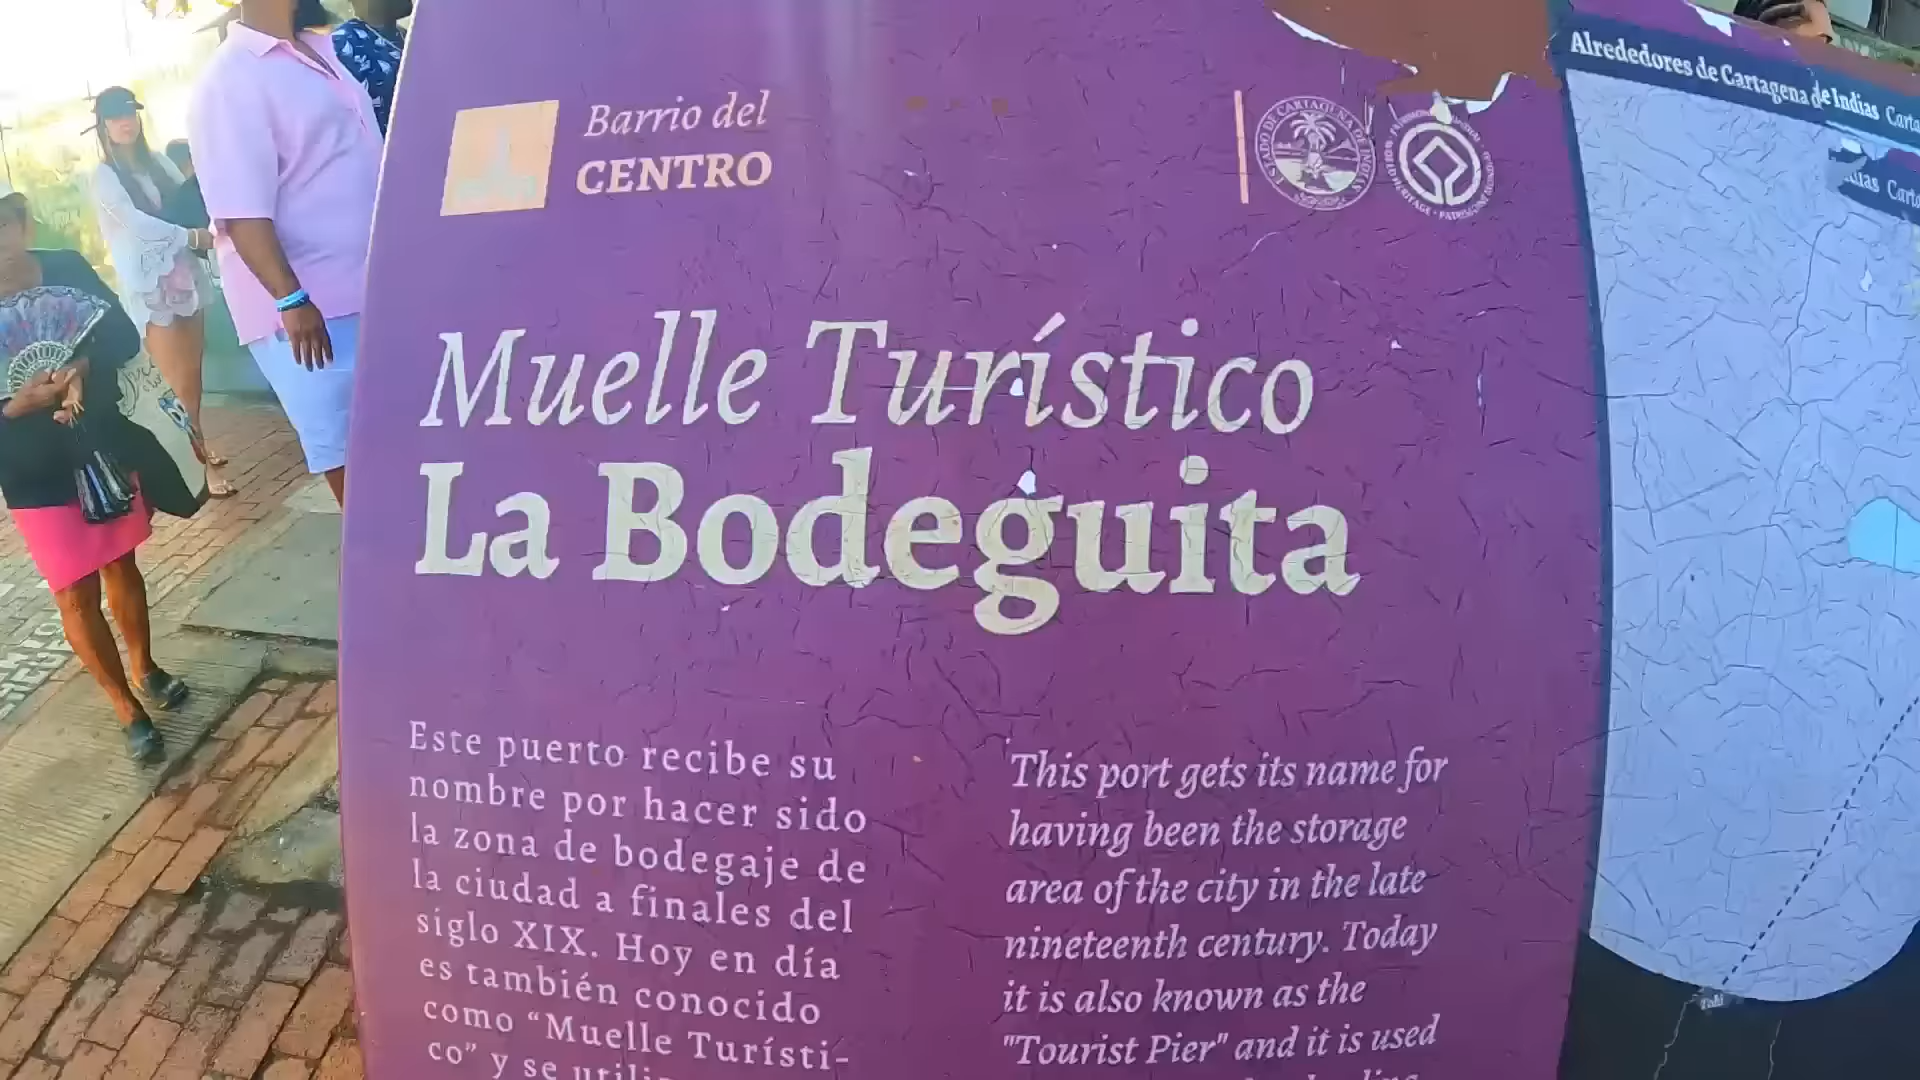 Barrio del
CENTRO
Muelle Turístico
La Bodeguita
Este puerto recibe su
nombre por hacer sido
la zona de bodegaje de
la ciudad a finales del
siglo XIX. Hoy en día
es también conocido
como “Muelle Turísti-
co” y se
This port gets its name for
having been the storage
area of the city in the late
nineteenth century. Today
it is also known as the
"Tourist Pier" and it is used
Alrededores de Cartagena de Indias